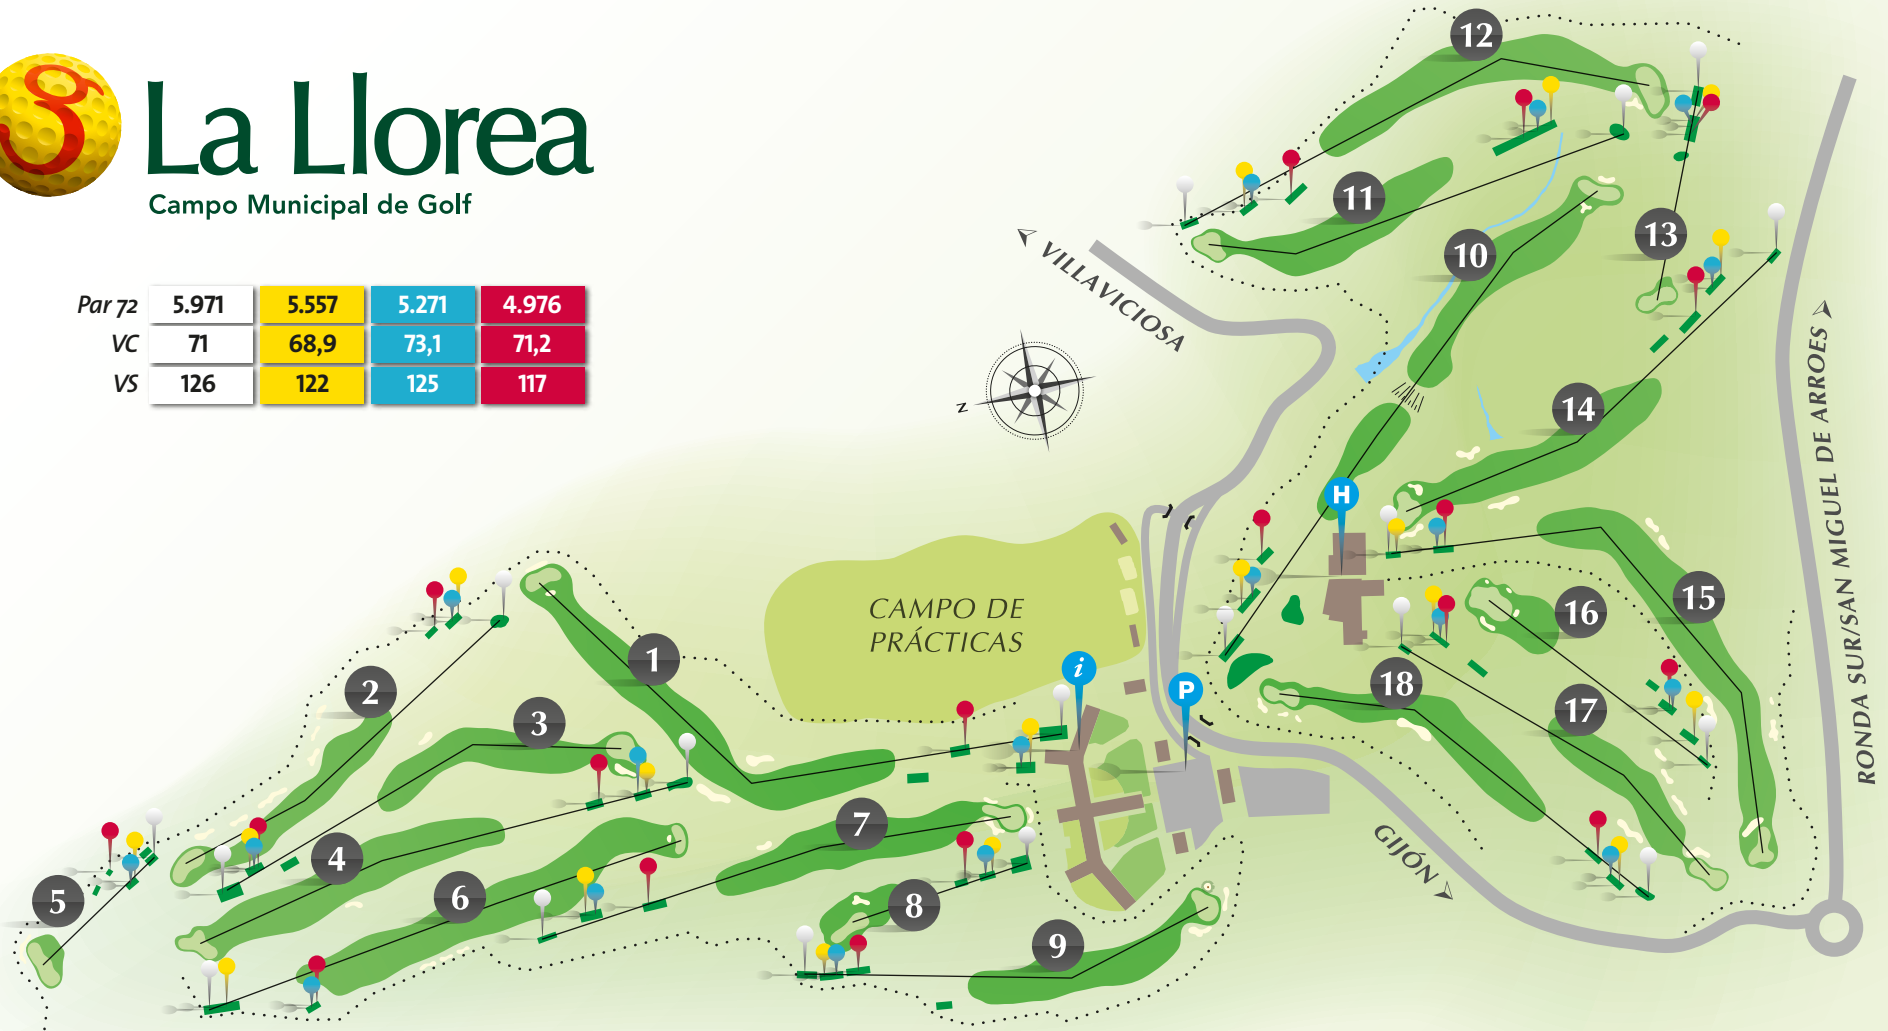 La Llorea
Campo Municipal de Golf
Par 72 5.971 5.557 5.271 4.976
VC 71 68,9 73,1 71,2
VS 126 122 125 117
12
11
10
13
VILLAVICIOSA
N
14
H
RONDA SUR/SAN MIGUEL DE ARROES
CAMPO DE
PRÁCTICAS
15
16
1
2
3
i
P
18
17
7
4
GIJÓN
6
5
8
9